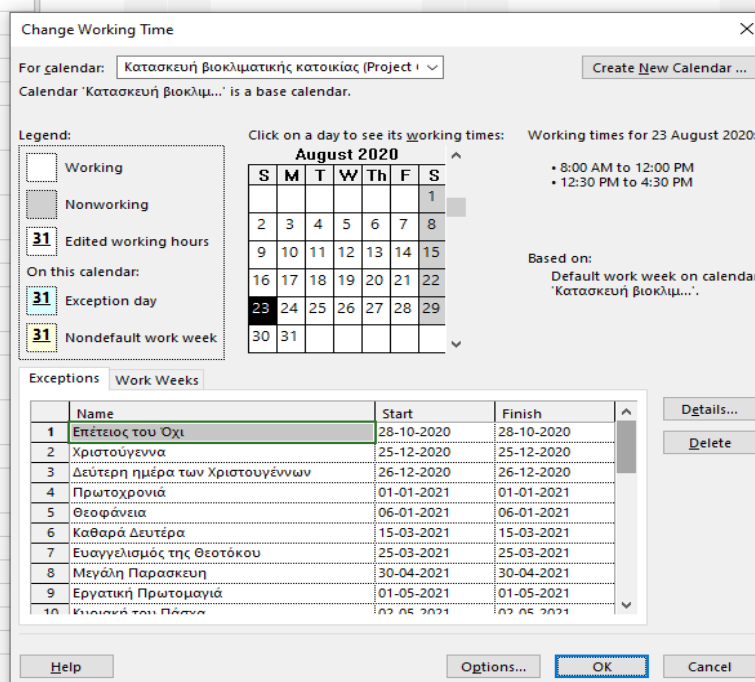 Change Working Time
For calendar: Κατασκευή βιοκλιματικής κατοικίας (Project
Create New Calendar ...
Calendar 'Κατασκευή βιοκλιμ...' is a base calendar.
Legend:
Working
Nonworking
31 Edited working hours
On this calendar:
31 Exception day
31 Nondefault work week
Click on a day to see its working times:
August 2020
S M T W Th F S
1
2 3 4 5 6 7 8
9 10 11 12 13 14 15
16 17 18 19 20 21 22
23 24 25 26 27 28 29
30 31
Working times for 23 August 2020:
• 8:00 AM to 12:00 PM
• 12:30 PM to 4:30 PM
Based on:
Default work week on calendar
'Κατασκευή βιοκλιμ...'.
Exceptions Work Weeks
Name Start Finish
1 Επέτειος του Όχι 28-10-2020 28-10-2020
2 Χριστούγεννα 25-12-2020 25-12-2020
3 Δεύτερη ημέρα των Χριστουγέννων 26-12-2020 26-12-2020
4 Πρωτοχρονιά 01-01-2021 01-01-2021
5 Θεοφάνεια 06-01-2021 06-01-2021
6 Καθαρά Δευτέρα 15-03-2021 15-03-2021
7 Ευαγγελισμός της Θεοτόκου 25-03-2021 25-03-2021
8 Μεγάλη Παρασκευη 30-04-2021 30-04-2021
9 Εργατική Πρωτομαγιά 01-05-2021 01-05-2021
10 Κυριακή του Πάσχα 02-05-2021 02-05-2021
Details...
Delete
Help
Options...
OK
Cancel